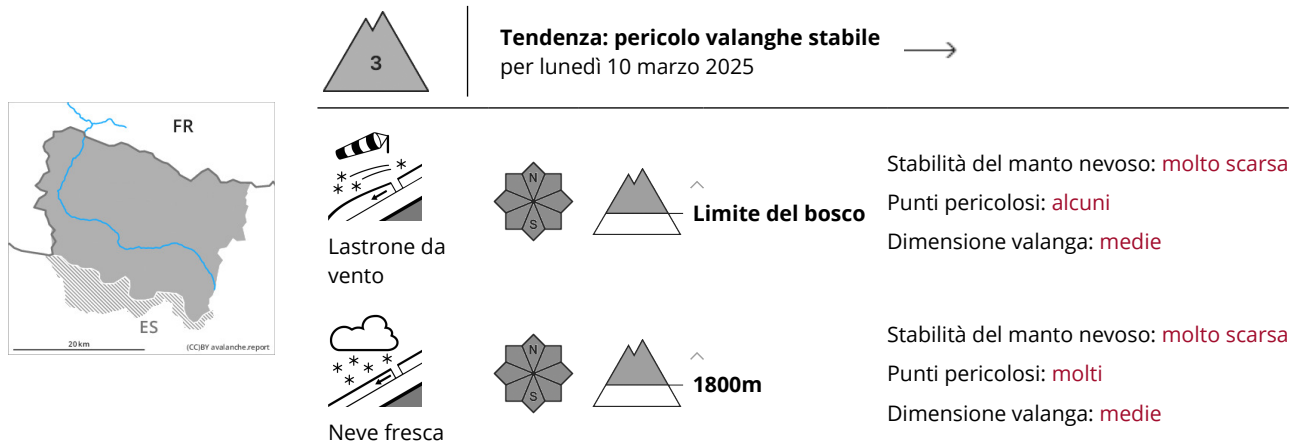 3
Tendenza: pericolo valanghe stabile
per lunedì 10 marzo 2025
FR
ES
20 km
(CC)BY avalanche.report
N
S
Limite del bosco
Lastrone da
vento
Stabilità del manto nevoso: molto scarsa
Punti pericolosi: alcuni
Dimensione valanga: medie
N
S
1800m
Neve fresca
Stabilità del manto nevoso: molto scarsa
Punti pericolosi: molti
Dimensione valanga: medie